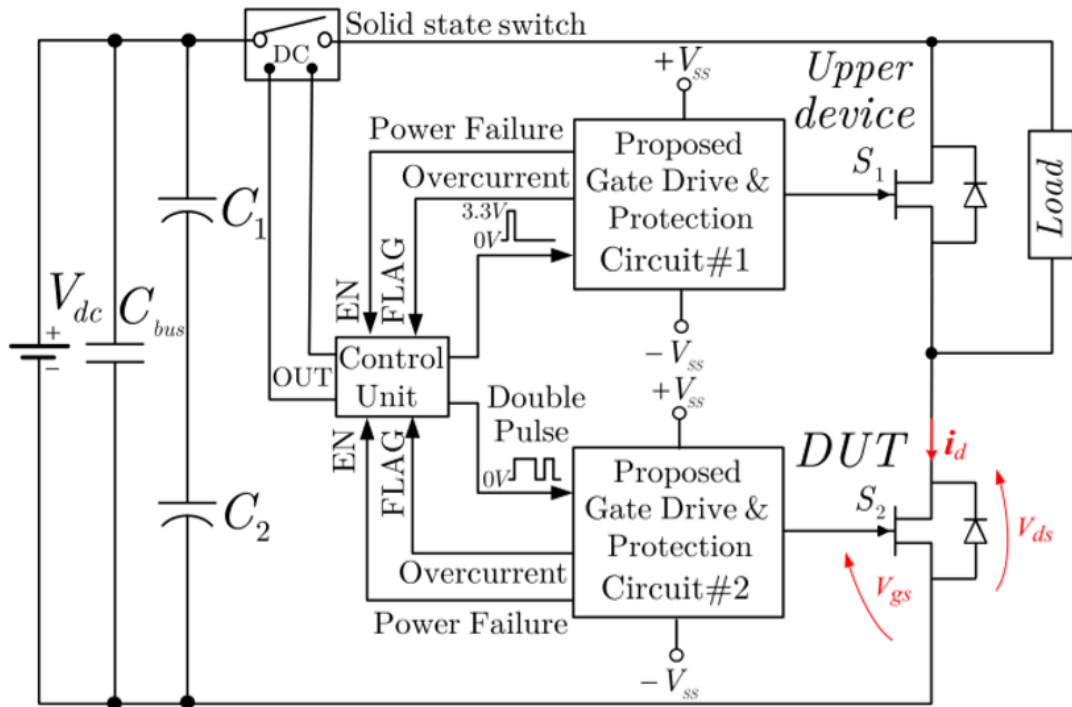 Solid state switch
DC
+V_ss
Upper
device
Power Failure
Proposed
Gate Drive &
Protection
Circuit#1
S_1
Load
Overcurrent
3.3V
0V
C_1
EN
FLAG
V_dc
C_bus
+
-
-V_ss
+V_ss
OUT
Control
Unit
Double
Pulse
0V
EN
FLAG
i_d
DUT
Proposed
Gate Drive &
Protection
Circuit#2
S_2
C_2
V_ds
V_gs
Overcurrent
Power Failure
-V_ss